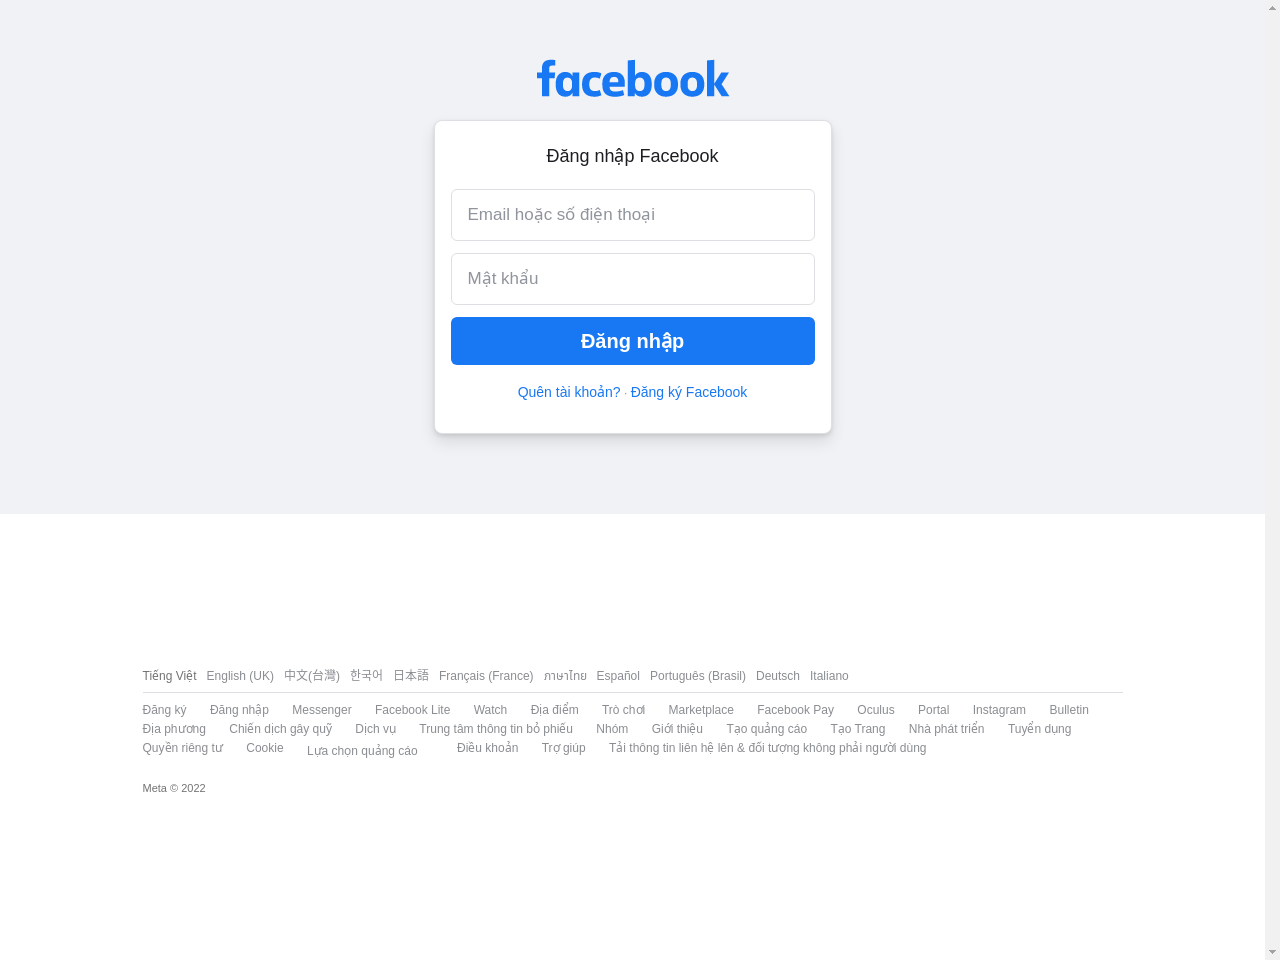 facebook
Đăng nhập Facebook
Email hoặc số điện thoại
Mật khẩu
Đăng nhập
Quên tài khoản? · Đăng ký Facebook
Tiếng Việt English (UK) 中文(台灣) 한국어 日本語 Français (France) ภาษาไทย Español Português (Brasil) Deutsch Italiano
Đăng ký Đăng nhập Messenger Facebook Lite Watch Địa điểm Trò chơi Marketplace Facebook Pay Oculus Portal Instagram Bulletin
Địa phương Chiến dịch gây quỹ Dịch vụ Trung tâm thông tin bỏ phiếu Nhóm Giới thiệu Tạo quảng cáo Tạo Trang Nhà phát triển Tuyển dụng
Quyền riêng tư Cookie Lựa chọn quảng cáo Điều khoản Trợ giúp Tải thông tin liên hệ lên & đối tượng không phải người dùng
Meta © 2022